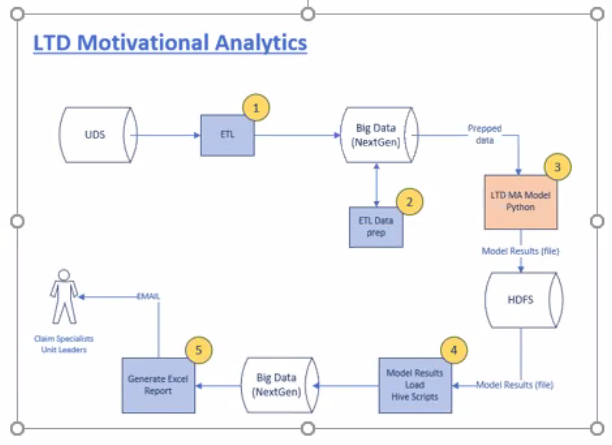 LTD Motivational Analytics
1
UDS
ETL
Big Data
(NextGen)
Prepped
data
3
2
LTD MA Model
Python
ETL Data
prep
Model Results (file)
HDFS
EMAIL
Claim Specialists
Unit Leaders
5
4
Generate Excel
Report
Big Data
(NextGen)
Model Results
Load
Hive Scripts
Model Results (file)